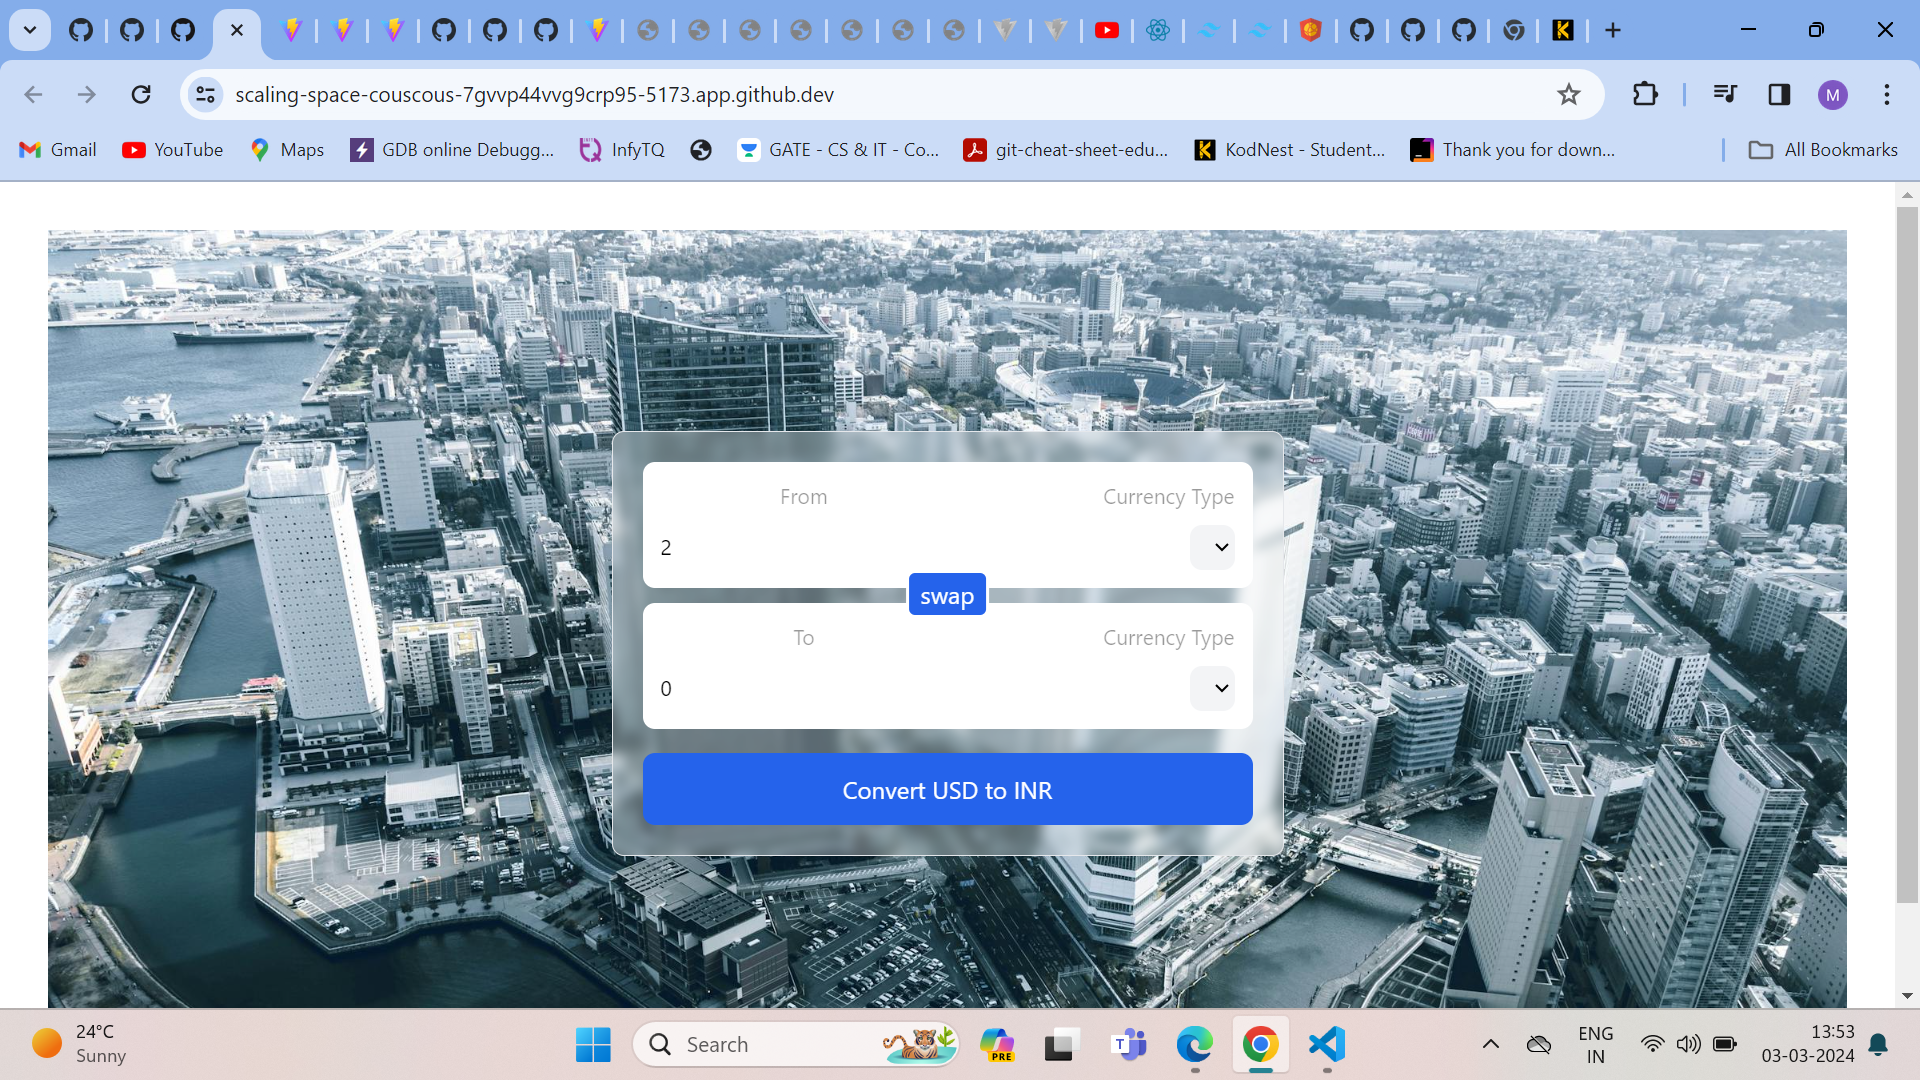 scaling-space-couscous-7gvvp44vvg9crp95-5173.app.github.dev
M
Gmail YouTube Maps GDB online Debugg... InfyTQ GATE - CS & IT - Co... git-cheat-sheet-edu... KodNest - Student... Thank you for down... All Bookmarks
From Currency Type
2
swap
To Currency Type
0
Convert USD to INR
24°C
Sunny
Search
PRE
T
ENG
IN
13:53
03-03-2024